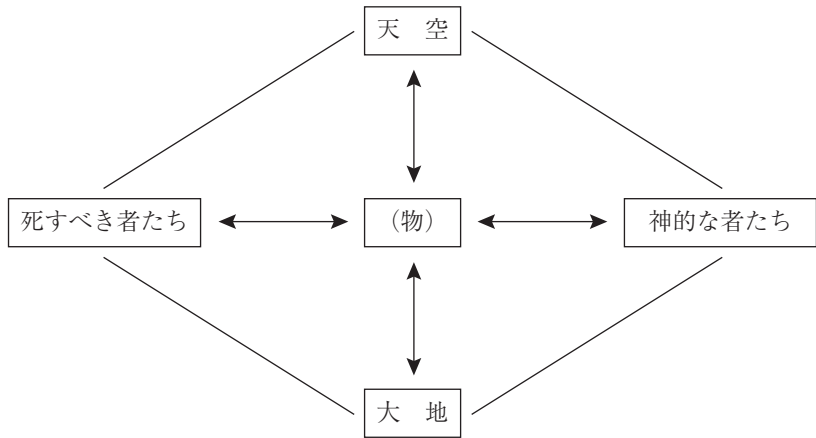 天　空
死すべき者たち
（物）
神的な者たち
大　地